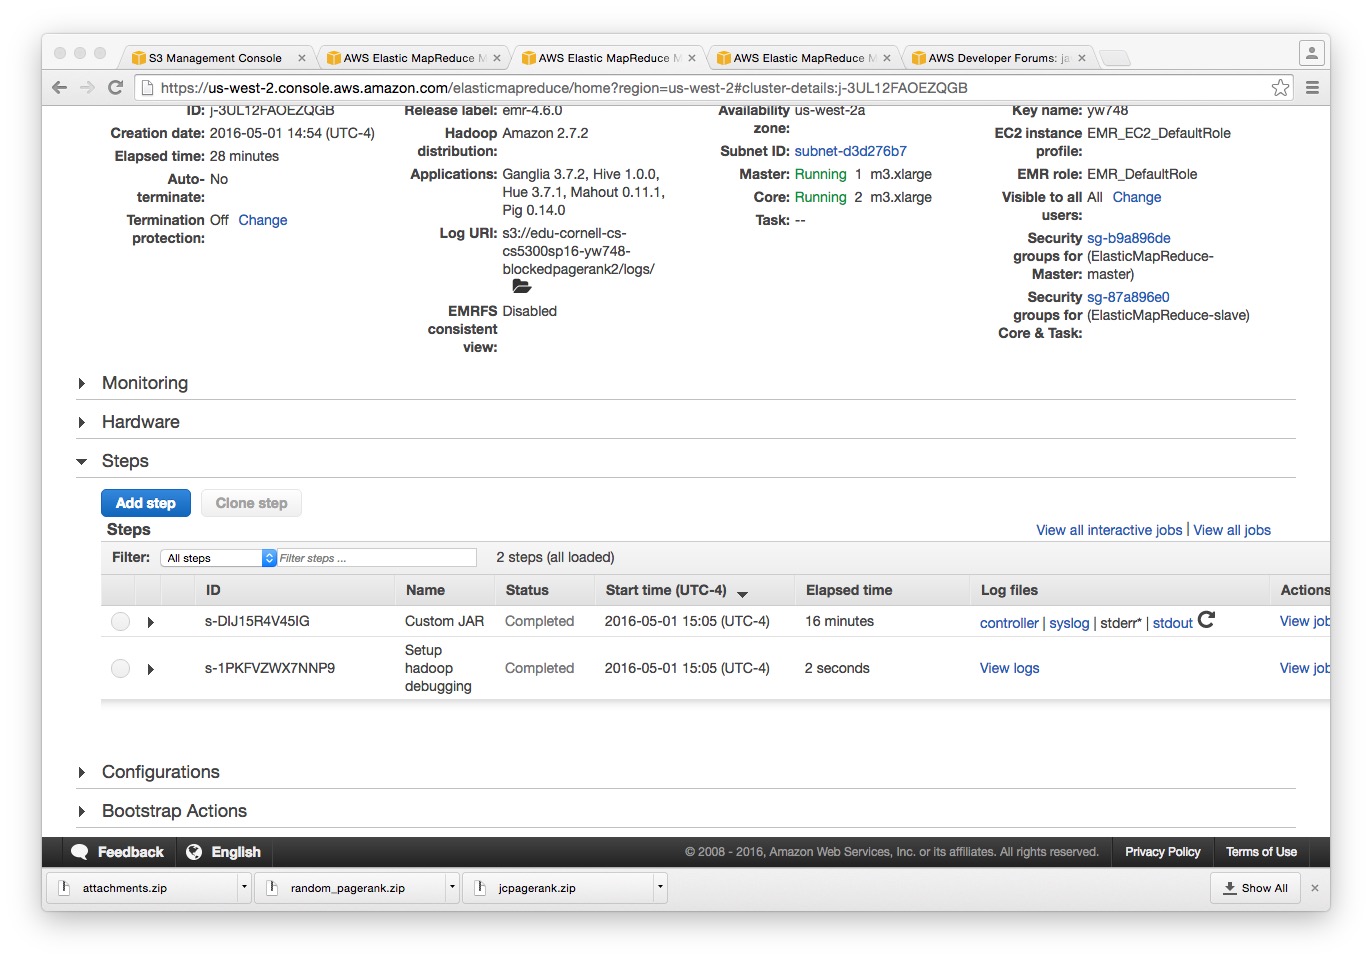 S3 Management Console
AWS Elastic MapReduce M
AWS Elastic MapReduce M
AWS Elastic MapReduce M
AWS Developer Forums: ja
https://us-west-2.console.aws.amazon.com/elasticmapreduce/home?region=us-west-2#cluster-details:j-3UL12FAOEZQGB
ID: j-3UL12FAOEZQGB
Creation date: 2016-05-01 14:54 (UTC-4)
Elapsed time: 28 minutes
Auto- No
terminate:
Termination Off Change
protection:
Release label: emr-4.6.0
Hadoop Amazon 2.7.2
distribution:
Applications: Ganglia 3.7.2, Hive 1.0.0,
Hue 3.7.1, Mahout 0.11.1,
Pig 0.14.0
Log URI: s3://edu-cornell-cs-
cs5300sp16-yw748-
blockedpagerank2/logs/
EMRFS Disabled
consistent
view:
Availability us-west-2a
zone:
Subnet ID: subnet-d3d276b7
Master: Running 1 m3.xlarge
Core: Running 2 m3.xlarge
Task: --
Key name: yw748
EC2 instance EMR_EC2_DefaultRole
profile:
EMR role: EMR_DefaultRole
Visible to all All Change
users:
Security sg-b9a896de
groups for (ElasticMapReduce-
Master: master)
Security sg-87a896e0
groups for (ElasticMapReduce-slave)
Core & Task:
Monitoring
Hardware
Steps
Add step Clone step
Steps
View all interactive jobs | View all jobs
Filter: All steps Filter steps ... 2 steps (all loaded)
ID Name Status Start time (UTC-4) Elapsed time Log files Actions
s-DIJ15R4V45IG Custom JAR Completed 2016-05-01 15:05 (UTC-4) 16 minutes controller | syslog | stderr* | stdout View job
Setup
s-1PKFVZWX7NNP9 hadoop Completed 2016-05-01 15:05 (UTC-4) 2 seconds View logs View job
debugging
Configurations
Bootstrap Actions
Feedback English © 2008 - 2016, Amazon Web Services, Inc. or its affiliates. All rights reserved. Privacy Policy Terms of Use
attachments.zip random_pagerank.zip jcpagerank.zip Show All